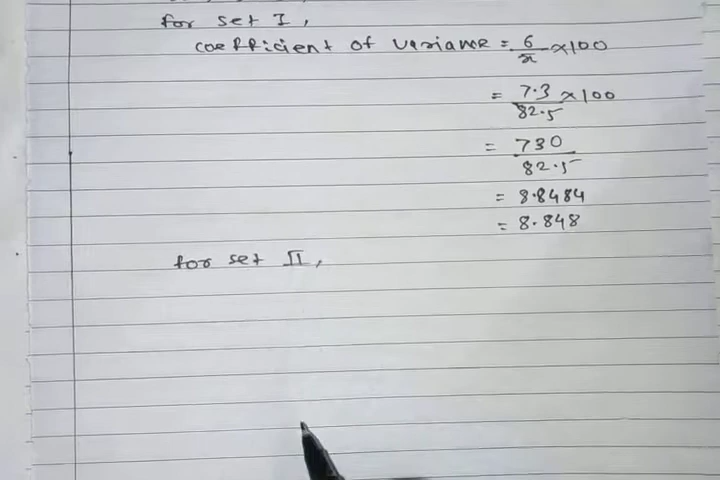 for set I,
coefficient of variance = 6/x × 100
= 7.3/82.5 × 100
= 730/82.5
= 8.8484
= 8.848
for set II,